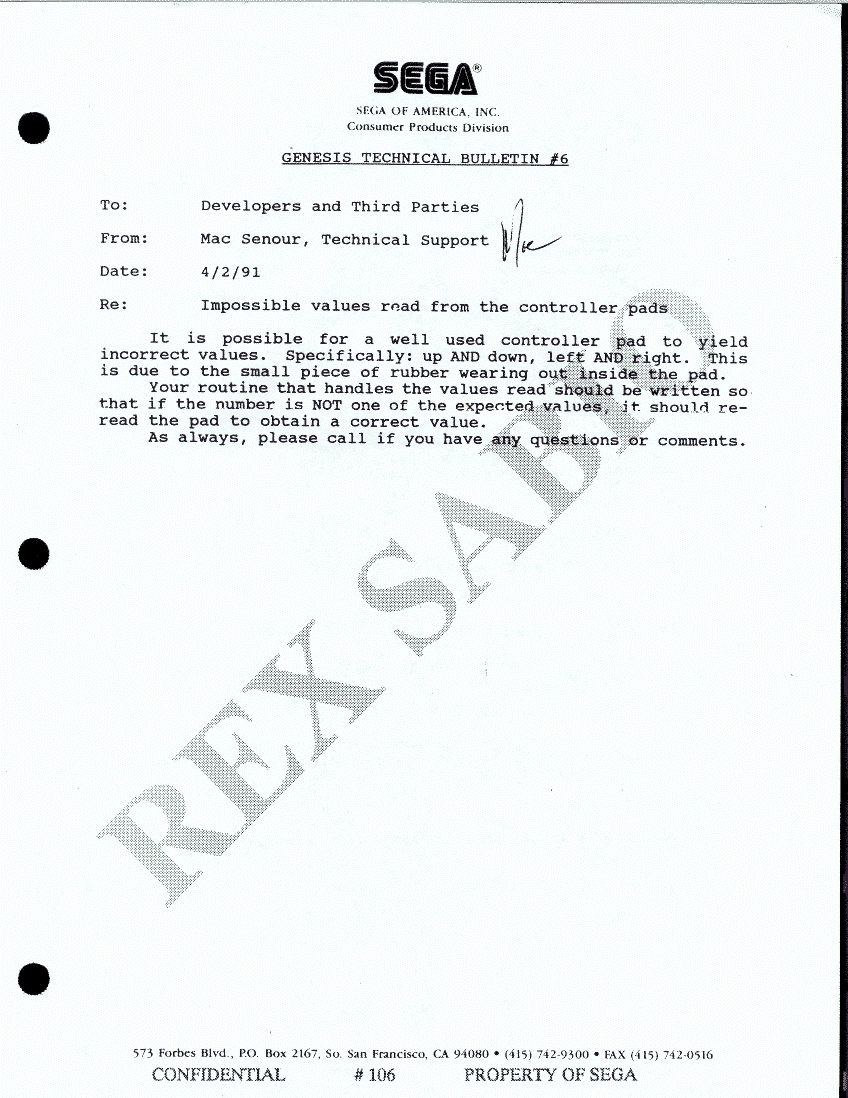 SEGA®
SEGA OF AMERICA, INC.
Consumer Products Division
GENESIS TECHNICAL BULLETIN #6
To: Developers and Third Parties
From: Mac Senour, Technical Support Mac
Date: 4/2/91
Re: Impossible values read from the controller pads
It is possible for a well used controller pad to yield
incorrect values. Specifically: up AND down, left AND right. This
is due to the small piece of rubber wearing out inside the pad.
Your routine that handles the values read should be written so
that if the number is NOT one of the expected values, it should re-
read the pad to obtain a correct value.
As always, please call if you have any questions or comments.
REX SABIO
573 Forbes Blvd., P.O. Box 2167, So. San Francisco, CA 94080 • (415) 742-9300 • FAX (415) 742-0516
CONFIDENTIAL # 106 PROPERTY OF SEGA